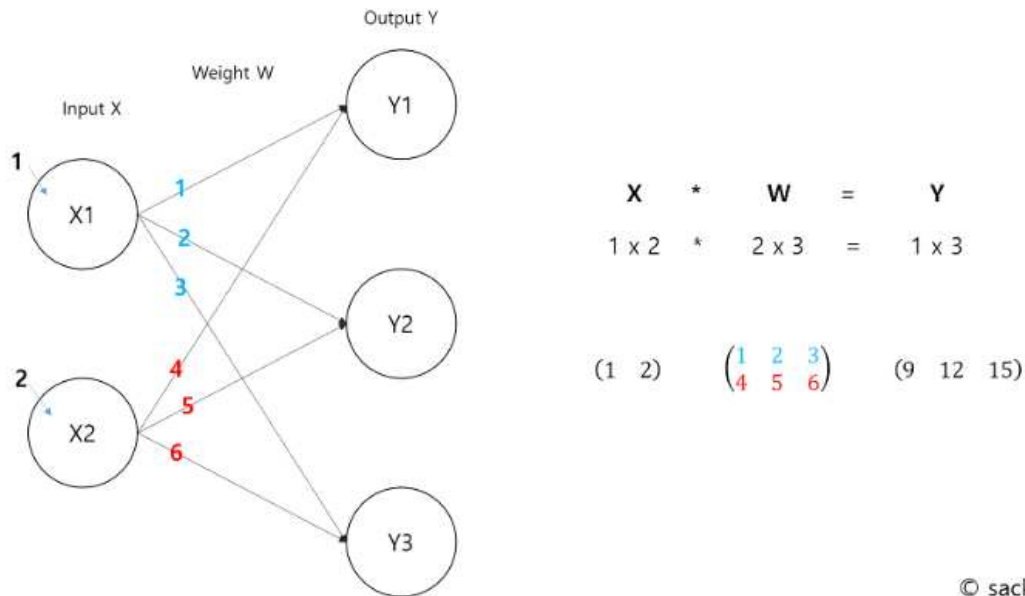 Output Y
Weight W
Input X
Y1
1
X1
1
2
3
Y2
4
2
5
X2
6
Y3
X * W = Y
1 x 2 * 2 x 3 = 1 x 3
(1 2) (1 2 3 (9 12 15)
4 5 6)
© sacl